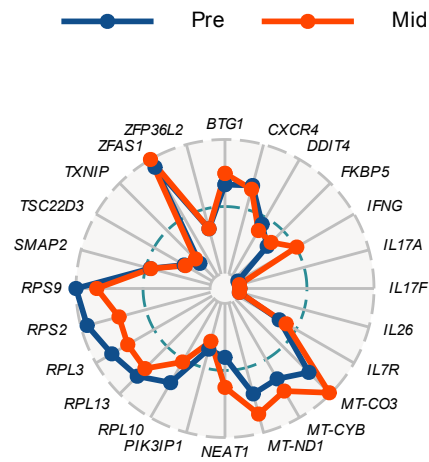 Pre Mid
BTG1
CXCR4
DDIT4
FKBP5
IFNG
IL17A
IL17F
IL26
IL7R
MT-CO3
MT-CYB
MT-ND1
NEAT1
PIK3IP1
RPL10
RPL13
RPL3
RPS2
RPS9
SMAP2
TSC22D3
TXNIP
ZFAS1
ZFP36L2